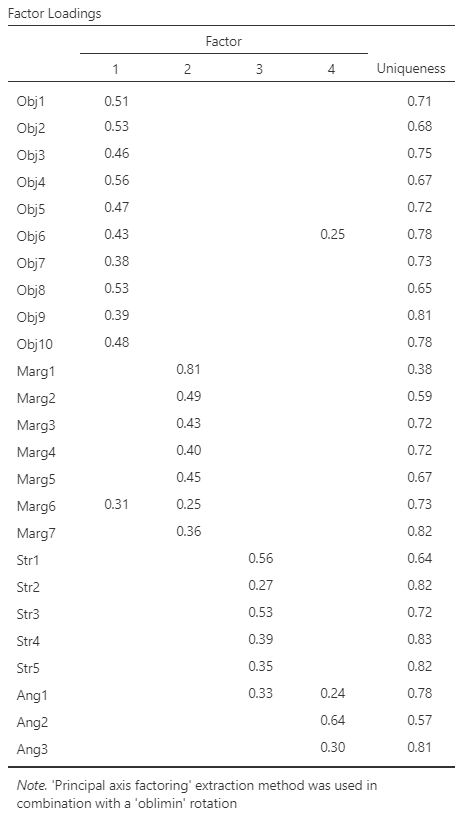 Factor Loadings
Factor
1 2 3 4 Uniqueness
Obj1 0.51 0.71
Obj2 0.53 0.68
Obj3 0.46 0.75
Obj4 0.56 0.67
Obj5 0.47 0.72
Obj6 0.43 0.25 0.78
Obj7 0.38 0.73
Obj8 0.53 0.65
Obj9 0.39 0.81
Obj10 0.48 0.78
Marg1 0.81 0.38
Marg2 0.49 0.59
Marg3 0.43 0.72
Marg4 0.40 0.72
Marg5 0.45 0.67
Marg6 0.31 0.25 0.73
Marg7 0.36 0.82
Str1 0.56 0.64
Str2 0.27 0.82
Str3 0.53 0.72
Str4 0.39 0.83
Str5 0.35 0.82
Ang1 0.33 0.24 0.78
Ang2 0.64 0.57
Ang3 0.30 0.81
Note. 'Principal axis factoring' extraction method was used in
combination with a 'oblimin' rotation